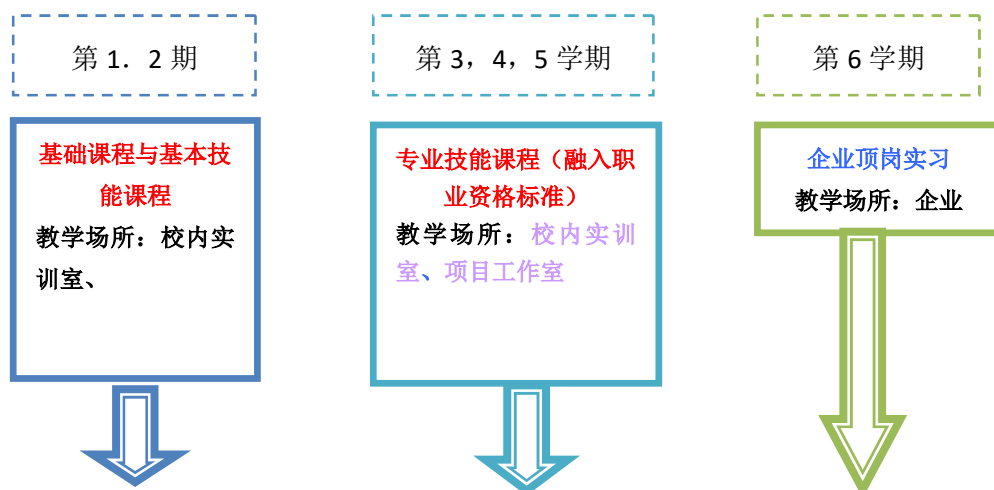 第 1．2 期
基础课程与基本技
能课程
教学场所：校内实
训室、
第 3，4，5 学期
专业技能课程（融入职
业资格标准）
教学场所：校内实训
室、项目工作室
第 6 学期
企业顶岗实习
教学场所：企业